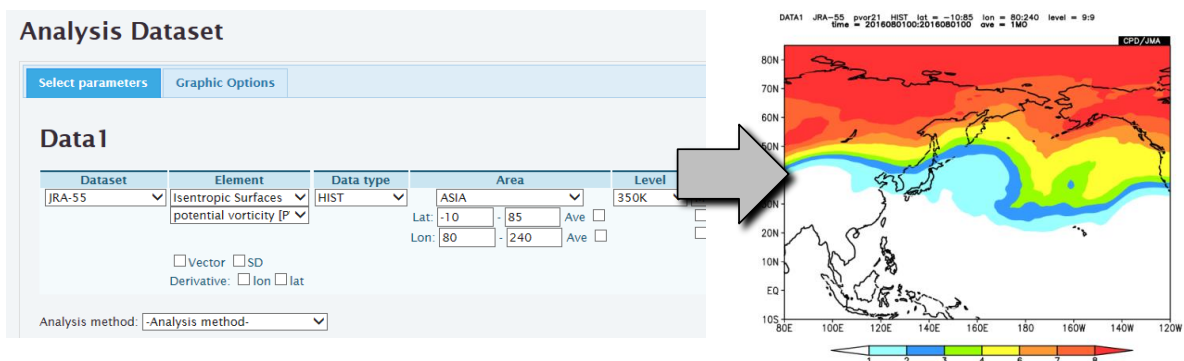 Analysis Dataset
Select parameters Graphic Options
Data1
Dataset Element Data type Area Level
JRA-55 Isentropic Surfaces HIST ASIA 350K
potential vorticity [P
Lat: -10 - 85 Ave
Lon: 80 - 240 Ave
Vector SD
Derivative: lon lat
Analysis method: -Analysis method-
DATA1 JRA-55 pvor21 HIST lat = -10:85 lon = 80:240 level = 9:9
time = 2016080100:2016080100 ave = 1MO
CPD/JMA
80N
70N
60N
50N
20N
10N
EQ
10S
80E 100E 120E 140E 160E 180 160W 140W 120W
1 2 3 4 6 7 8